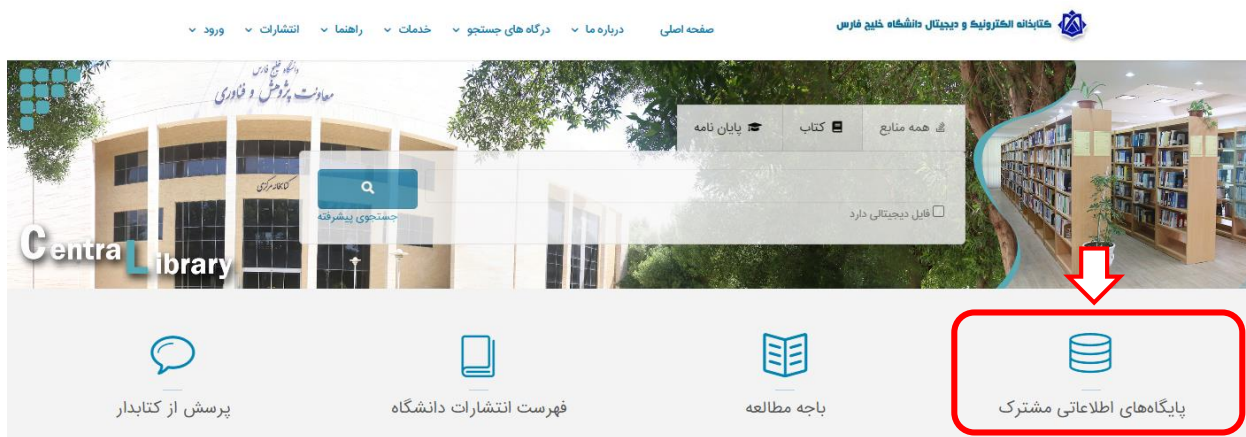 کتابخانه الکترونیک و دیجیتال دانشگاه خلیج فارس
صفحه اصلی درباره ما درگاه های جستجو خدمات راهنما انتشارات ورود
دانشگاه خلیج فارس
معاونت پژوهش و فناوری
همه منابع کتاب پایان نامه
کتابخانه مرکزی
جستجوی پیشرفته
فایل دیجیتالی دارد
Central Library
پایگاه‌های اطلاعاتی مشترک
باجه مطالعه
فهرست انتشارات دانشگاه
پرسش از کتابدار